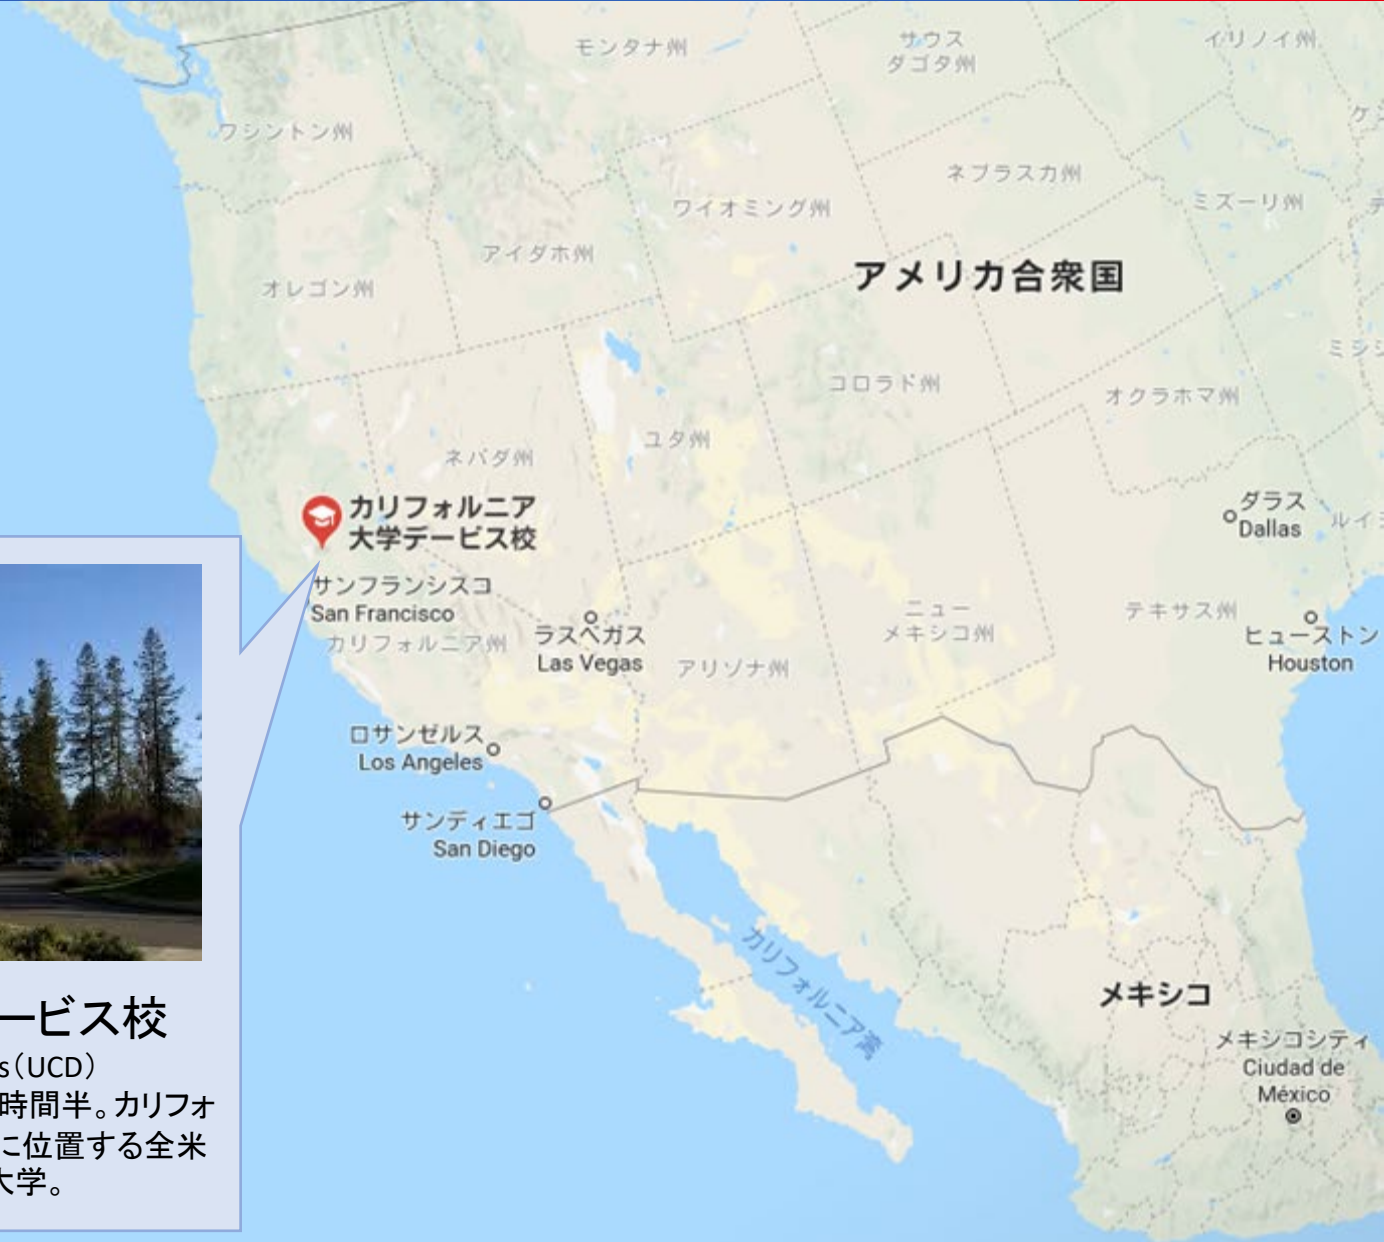 モンタナ州
サウス
ダゴタ州
イリノイ州
ワシントン州
ネブラスカ州
ワイオミング州
ミズーリ州
アイダホ州
アメリカ合衆国
オレゴン州
コロラド州
オクラホマ州
ユタ州
ネバダ州
カリフォルニア
大学デービス校
ダラス
Dallas
サンフランシスコ
San Francisco
カリフォルニア州
ラスベガス
Las Vegas
アリゾナ州
ニュー
メキシコ州
テキサス州
ヒューストン
Houston
ロサンゼルス
Los Angeles
サンディエゴ
San Diego
カリフォルニア湾
メキシコ
メキシコシティ
Ciudad de
México
ービス校
s（UCD）
時間半。カリフォ
に位置する全米
大学。